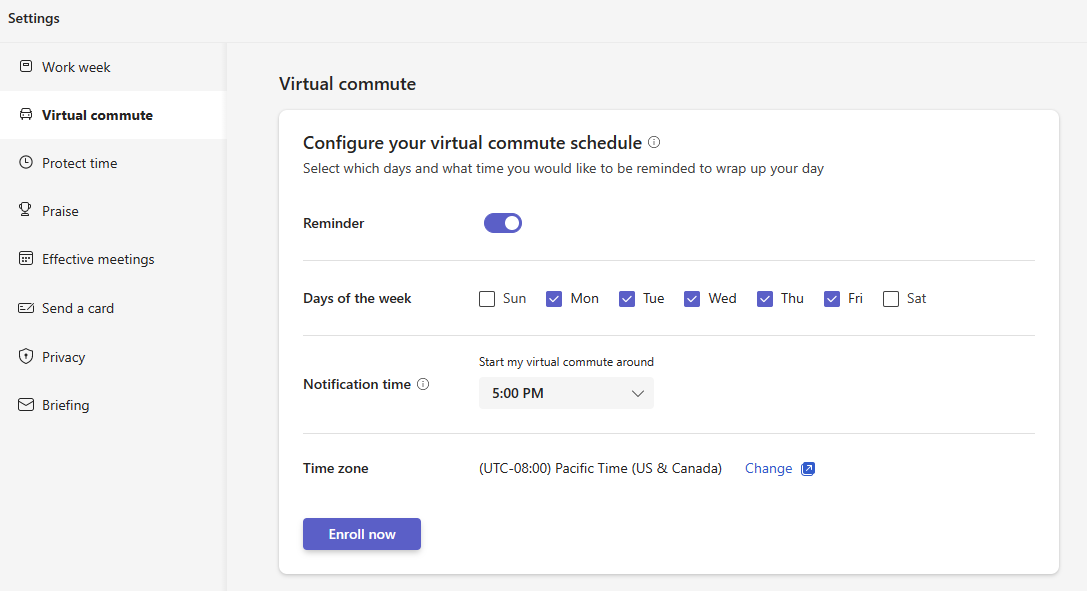 Settings
Work week
Virtual commute
Protect time
Praise
Effective meetings
Send a card
Privacy
Briefing
Virtual commute
Configure your virtual commute schedule
Select which days and what time you would like to be reminded to wrap up your day
Reminder
Days of the week Sun Mon Tue Wed Thu Fri Sat
Start my virtual commute around
Notification time 5:00 PM
Time zone (UTC-08:00) Pacific Time (US & Canada) Change
Enroll now